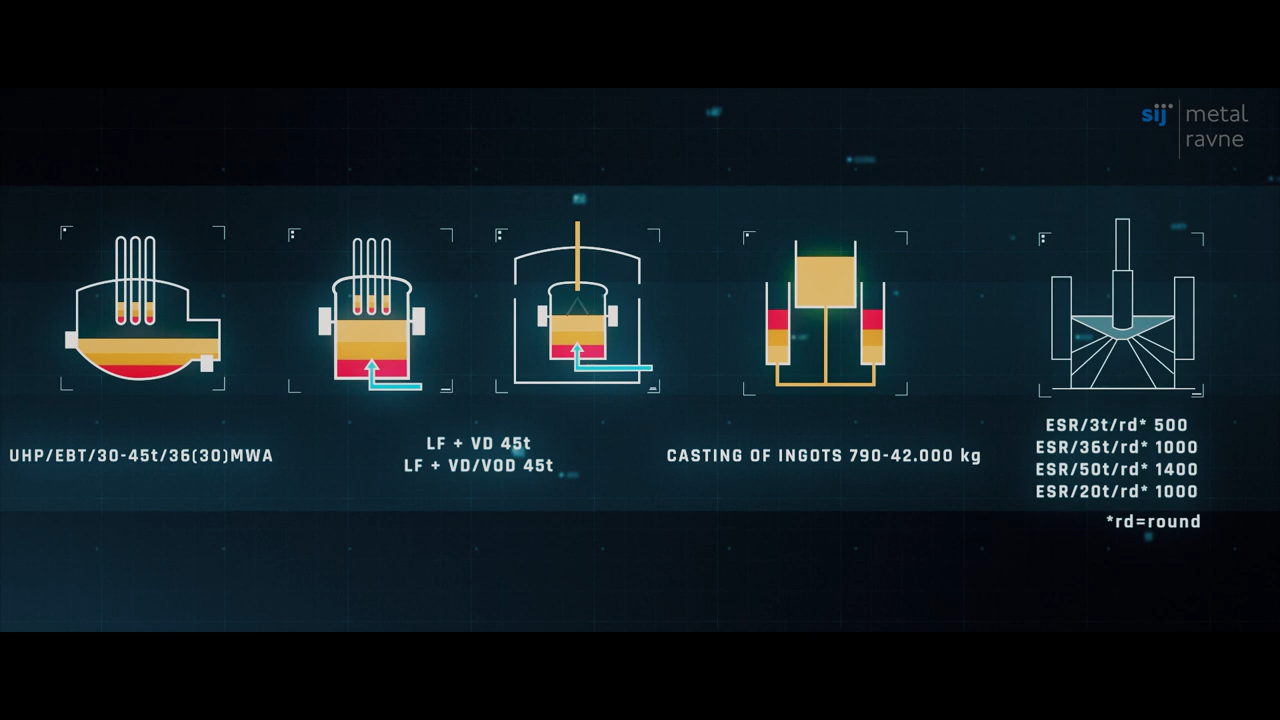 sij metal
ravne
UHP/EBT/30-45t/36(30)MWA
LF + VD 45t
LF + VD/VOD 45t
CASTING OF INGOTS 790-42.000 kg
ESR/3t/rd* 500
ESR/36t/rd* 1000
ESR/50t/rd* 1400
ESR/20t/rd* 1000
*rd=round